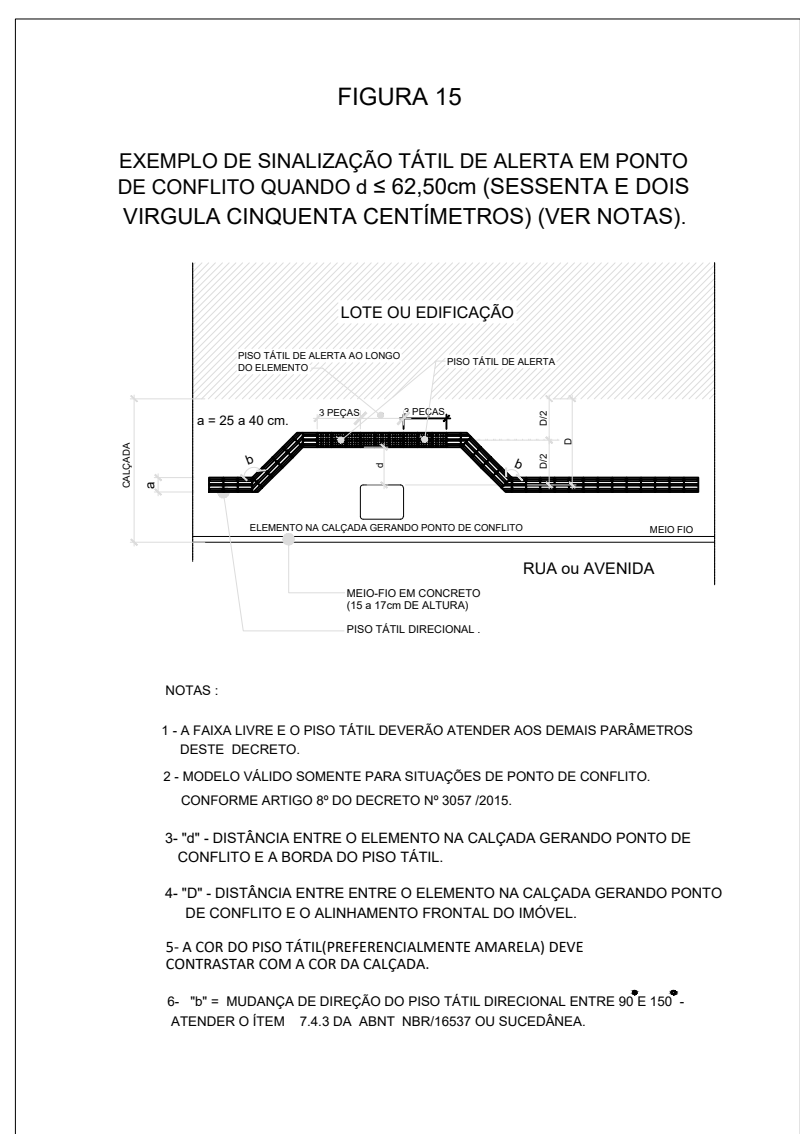 FIGURA 15
EXEMPLO DE SINALIZAÇÃO TÁTIL DE ALERTA EM PONTO
DE CONFLITO QUANDO d ≤ 62,50cm (SESSENTA E DOIS
VIRGULA CINQUENTA CENTÍMETROS) (VER NOTAS).
LOTE OU EDIFICAÇÃO
PISO TÁTIL DE ALERTA AO LONGO
DO ELEMENTO
PISO TÁTIL DE ALERTA
3 PEÇAS
3 PEÇAS
a = 25 a 40 cm.
D/2
D
D/2
CALÇADA
a
b
d
b
ELEMENTO NA CALÇADA GERANDO PONTO DE CONFLITO
MEIO FIO
RUA ou AVENIDA
MEIO-FIO EM CONCRETO
(15 a 17cm DE ALTURA)
PISO TÁTIL DIRECIONAL .
NOTAS :
1 - A FAIXA LIVRE E O PISO TÁTIL DEVERÃO ATENDER AOS DEMAIS PARÂMETROS
DESTE DECRETO.
2 - MODELO VÁLIDO SOMENTE PARA SITUAÇÕES DE PONTO DE CONFLITO.
CONFORME ARTIGO 8º DO DECRETO Nº 3057 /2015.
3- "d" - DISTÂNCIA ENTRE O ELEMENTO NA CALÇADA GERANDO PONTO DE
CONFLITO E A BORDA DO PISO TÁTIL.
4- "D" - DISTÂNCIA ENTRE ENTRE O ELEMENTO NA CALÇADA GERANDO PONTO
DE CONFLITO E O ALINHAMENTO FRONTAL DO IMÓVEL.
5- A COR DO PISO TÁTIL(PREFERENCIALMENTE AMARELA) DEVE
CONTRASTAR COM A COR DA CALÇADA.
6- "b" = MUDANÇA DE DIREÇÃO DO PISO TÁTIL DIRECIONAL ENTRE 90° E 150° -
ATENDER O ÍTEM 7.4.3 DA ABNT NBR/16537 OU SUCEDÂNEA.